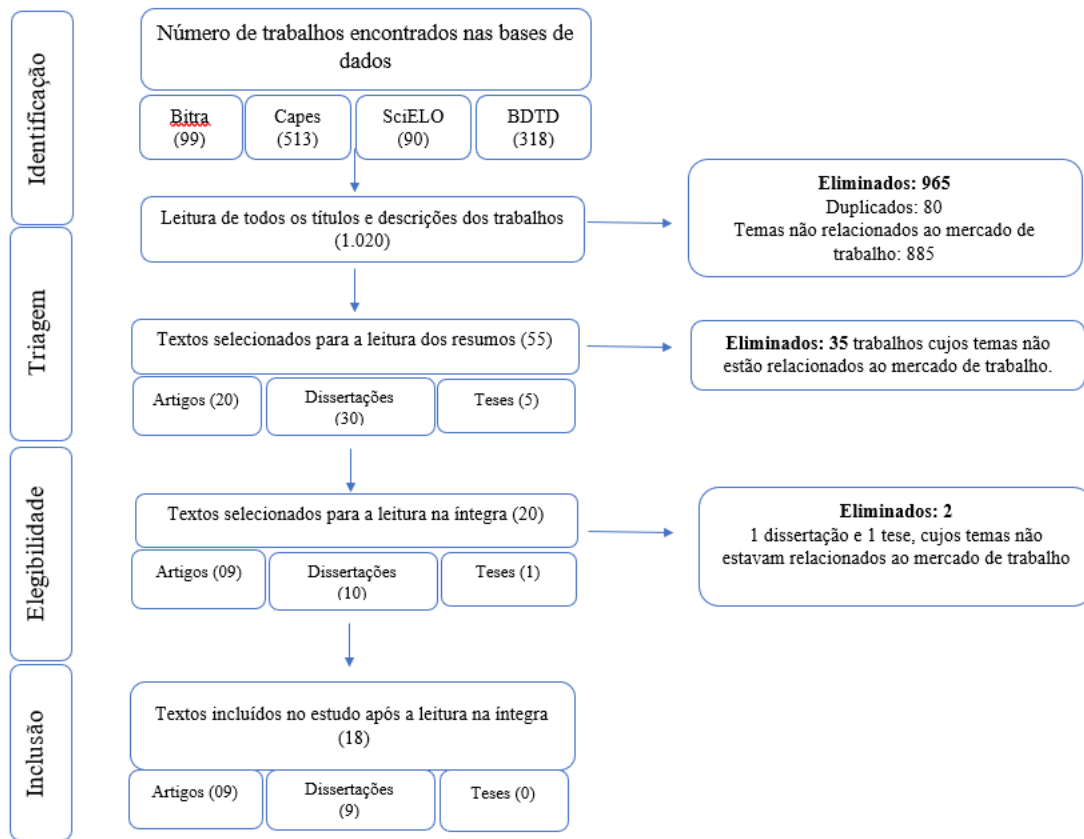 Identificação
Número de trabalhos encontrados nas bases de
dados
Bitra
(99)
Capes
(513)
SciELO
(90)
BDTD
(318)
Leitura de todos os títulos e descrições dos trabalhos
(1.020)
Eliminados: 965
Duplicados: 80
Temas não relacionados ao mercado de
trabalho: 885
Triagem
Textos selecionados para a leitura dos resumos (55)
Artigos (20)
Dissertações
(30)
Teses (5)
Eliminados: 35 trabalhos cujos temas não
estão relacionados ao mercado de trabalho.
Elegibilidade
Textos selecionados para a leitura na íntegra (20)
Artigos (09)
Dissertações
(10)
Teses (1)
Eliminados: 2
1 dissertação e 1 tese, cujos temas não
estavam relacionados ao mercado de trabalho
Inclusão
Textos incluídos no estudo após a leitura na íntegra
(18)
Artigos (09)
Dissertações
(9)
Teses (0)